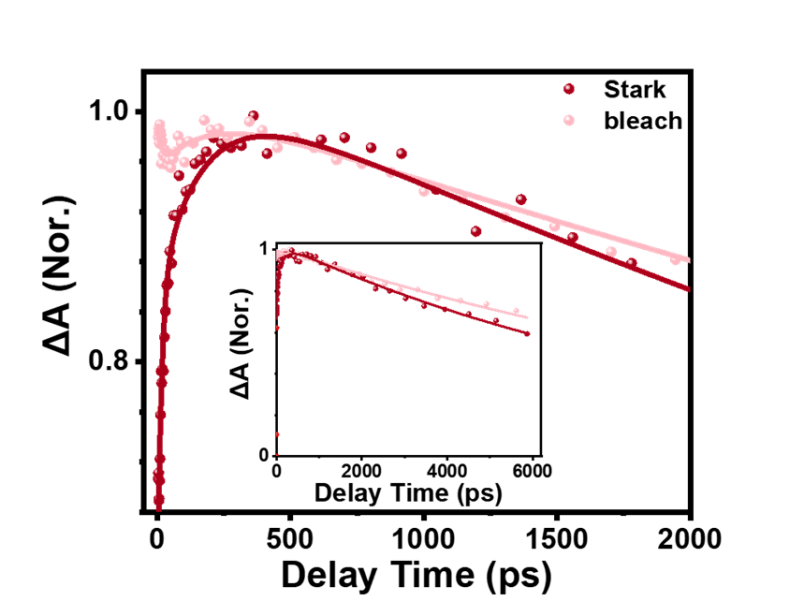 Stark
bleach
1.0
0.8
ΔA (Nor.)
1
0
ΔA (Nor.)
0 2000 4000 6000
Delay Time (ps)
0 500 1000 1500 2000
Delay Time (ps)